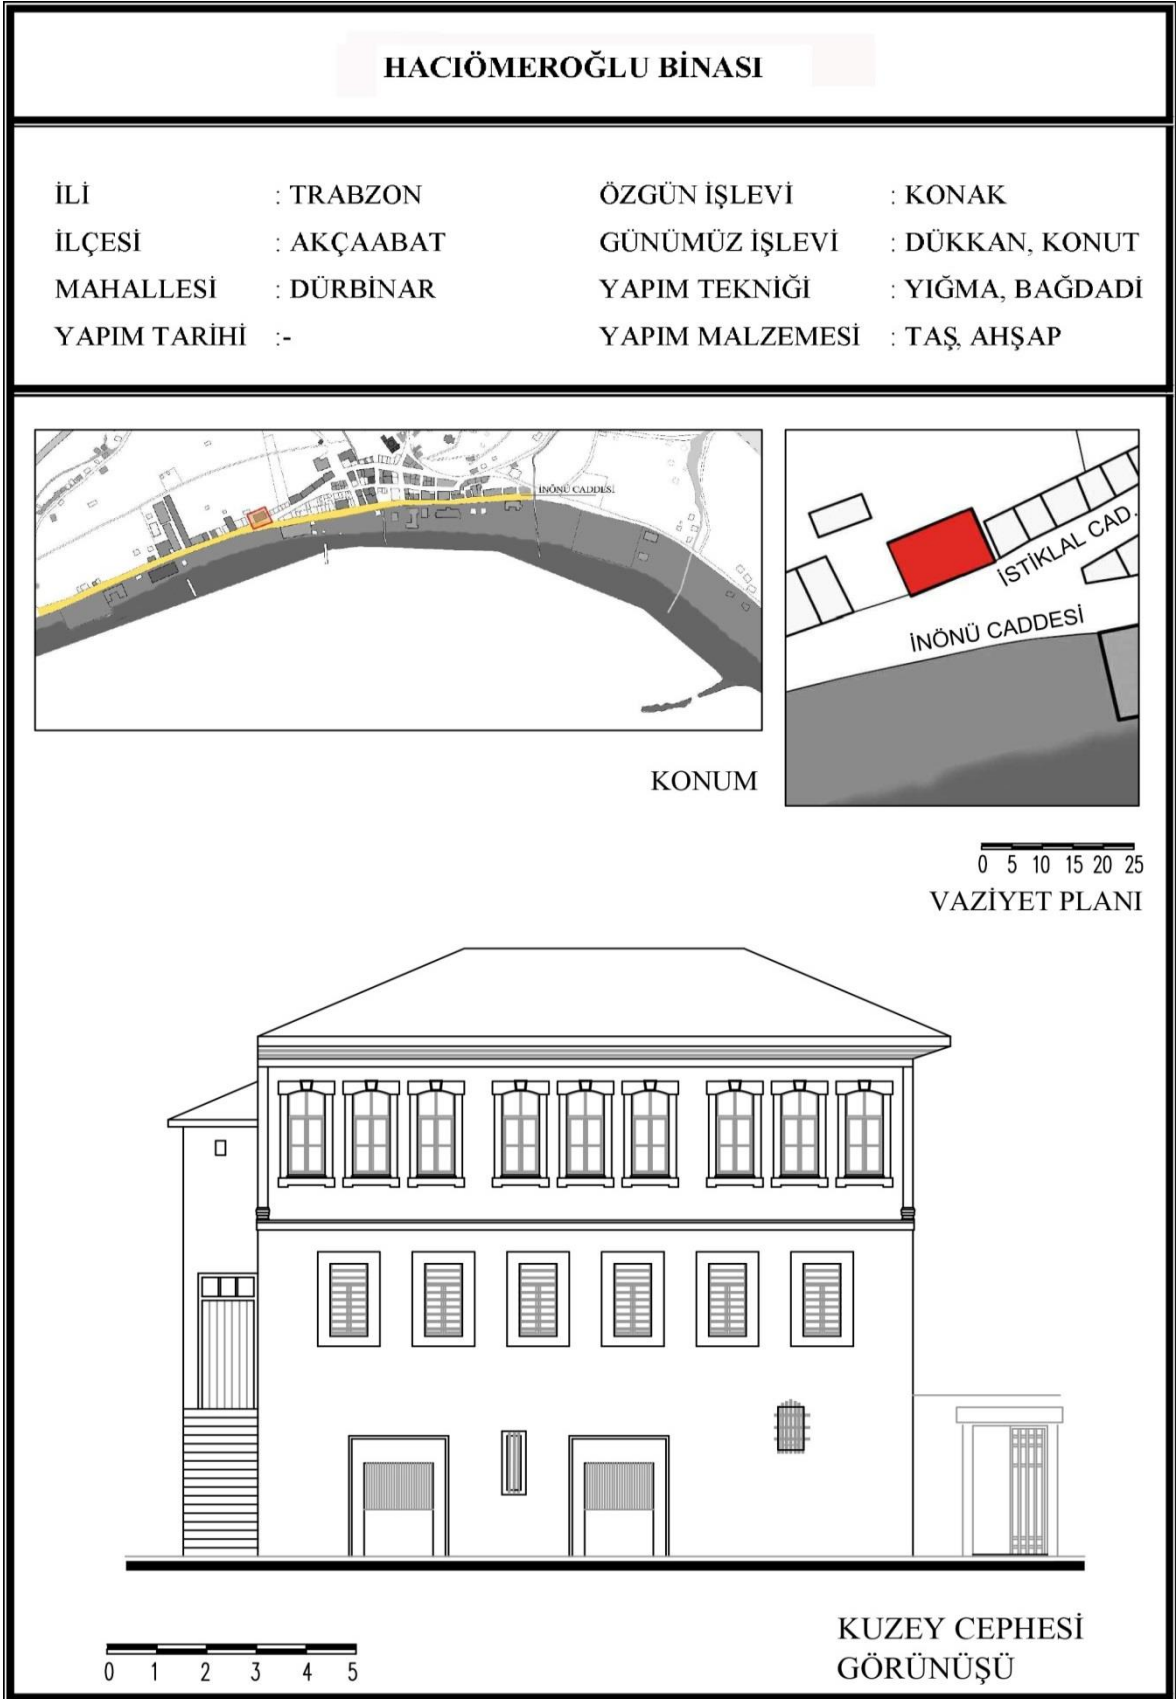 HACIÖMEROĞLU BİNASI
İLİ : TRABZON ÖZGÜN İŞLEVİ : KONAK
İLÇESİ : AKÇAABAT GÜNÜMÜZ İŞLEVİ : DÜKKAN, KONUT
MAHALLESİ : DÜRBİNAR YAPIM TEKNİĞİ : YIĞMA, BAĞDADİ
YAPIM TARİHİ :- YAPIM MALZEMESİ : TAŞ, AHŞAP
İNÖNÜ CADDESİ
KONUM
İSTİKLAL CAD.
İNÖNÜ CADDESİ
0 5 10 15 20 25
VAZİYET PLANI
0 1 2 3 4 5
KUZEY CEPHESİ
GÖRÜNÜŞÜ